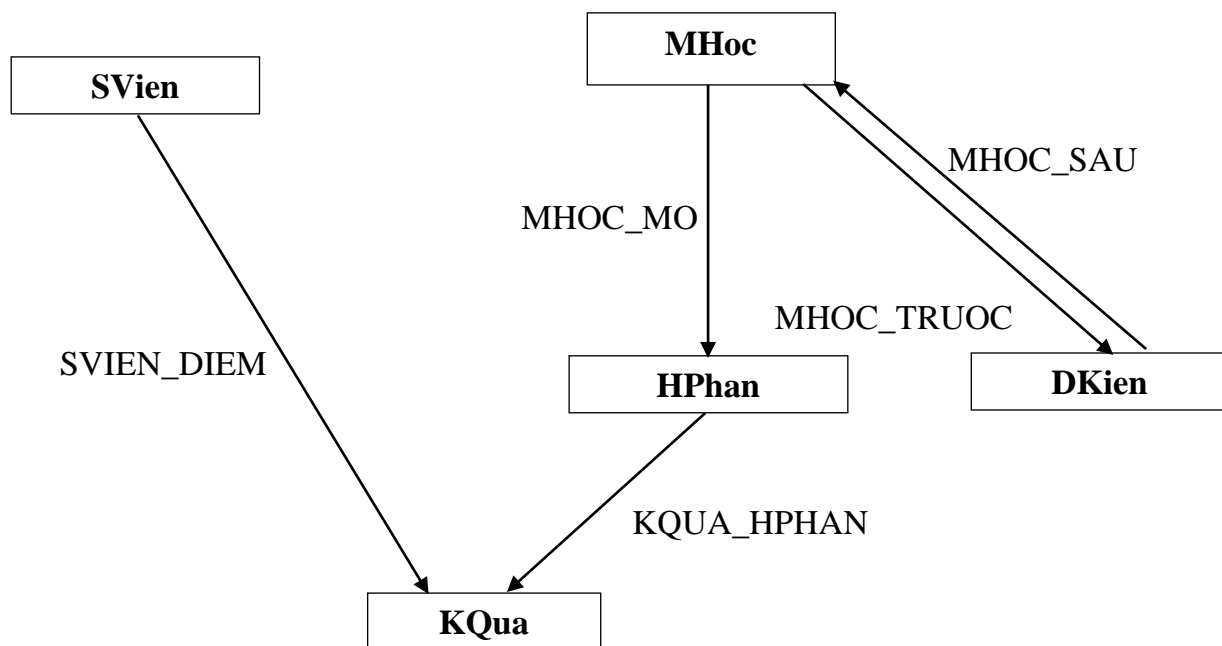 MHoc
SVien
MHOC_SAU
MHOC_MO
MHOC_TRUOC
SVIEN_DIEM
HPhan
DKien
KQUA_HPHAN
KQua